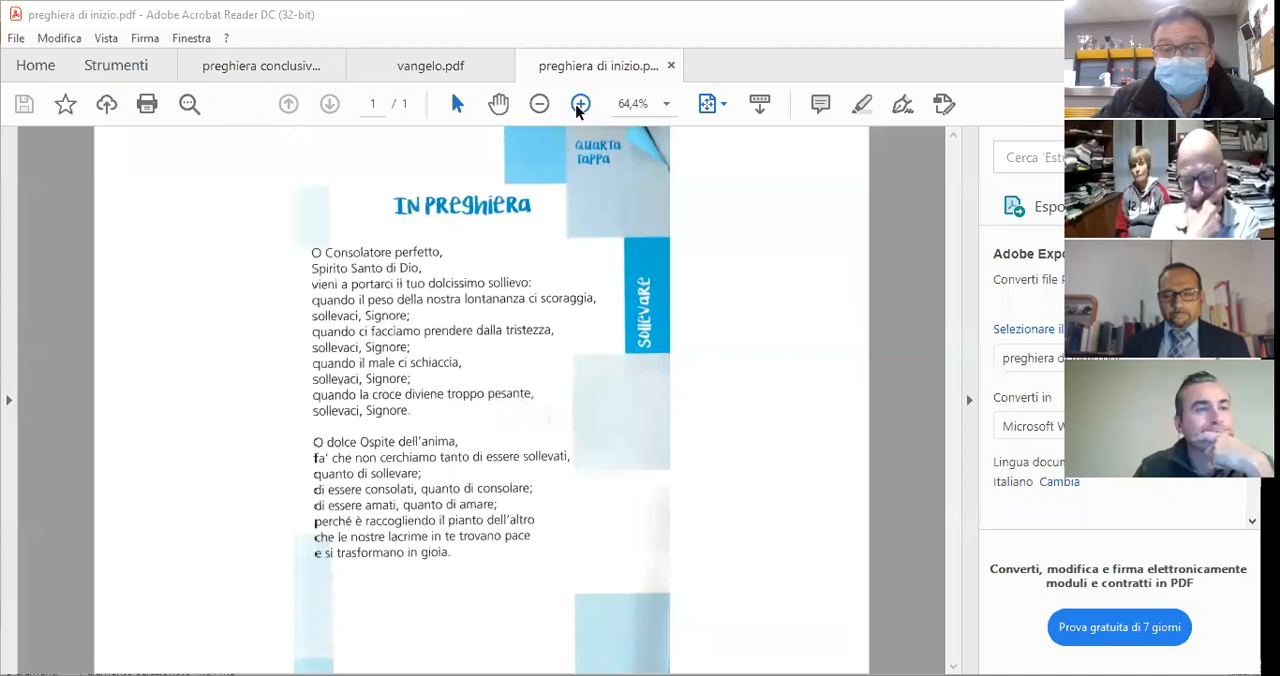 preghiera di inizio.pdf - Adobe Acrobat Reader DC (32-bit)
File Modifica Vista Firma Finestra ?
Home Strumenti preghiera conclusiv... vangelo.pdf preghiera di inizio.p... ×
1 / 1 64,4%
QUARTA
TAPPA
IN PREGHIERA
O Consolatore perfetto,
Spirito Santo di Dio,
vieni a portarci il tuo dolcissimo sollievo:
quando il peso della nostra lontananza ci scoraggia,
sollevaci, Signore;
quando ci facciamo prendere dalla tristezza,
sollevaci, Signore;
quando il male ci schiaccia,
sollevaci, Signore;
quando la croce diviene troppo pesante,
sollevaci, Signore.
O dolce Ospite dell'anima,
fa' che non cerchiamo tanto di essere sollevati,
quanto di sollevare;
di essere consolati, quanto di consolare;
di essere amati, quanto di amare;
perché è raccogliendo il pianto dell'altro
che le nostre lacrime in te trovano pace
e si trasformano in gioia.
SOLLEVARE
Cerca 'Est
Espo
Adobe Exp
Converti file P
Selezionare il
preghiera di
Converti in
Microsoft W
Lingua docum
Italiano Cambia
Converti, modifica e firma elettronicamente
moduli e contratti in PDF
Prova gratuita di 7 giorni
12